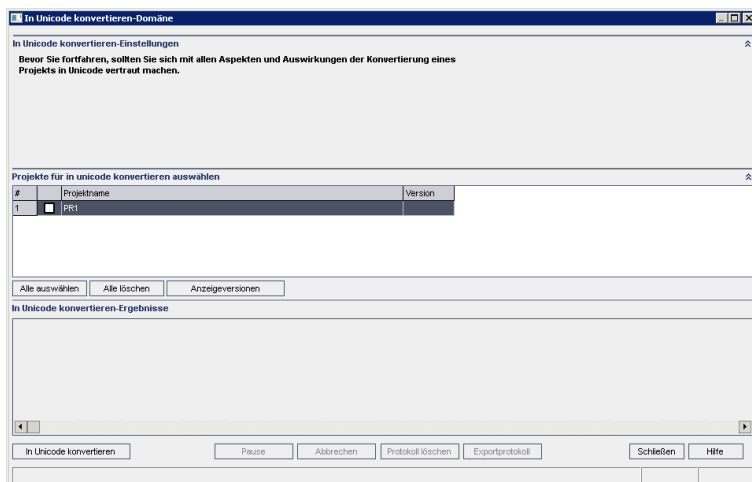 In Unicode konvertieren-Domäne
In Unicode konvertieren-Einstellungen
Bevor Sie fortfahren, sollten Sie sich mit allen Aspekten und Auswirkungen der Konvertierung eines
Projekts in Unicode vertraut machen.
Projekte für in unicode konvertieren auswählen
# Projektname Version
1 PR1
Alle auswählen Alle löschen Anzeigeversionen
In Unicode konvertieren-Ergebnisse
In Unicode konvertieren Pause Abbrechen Protokoll löschen Exportprotokoll Schließen Hilfe